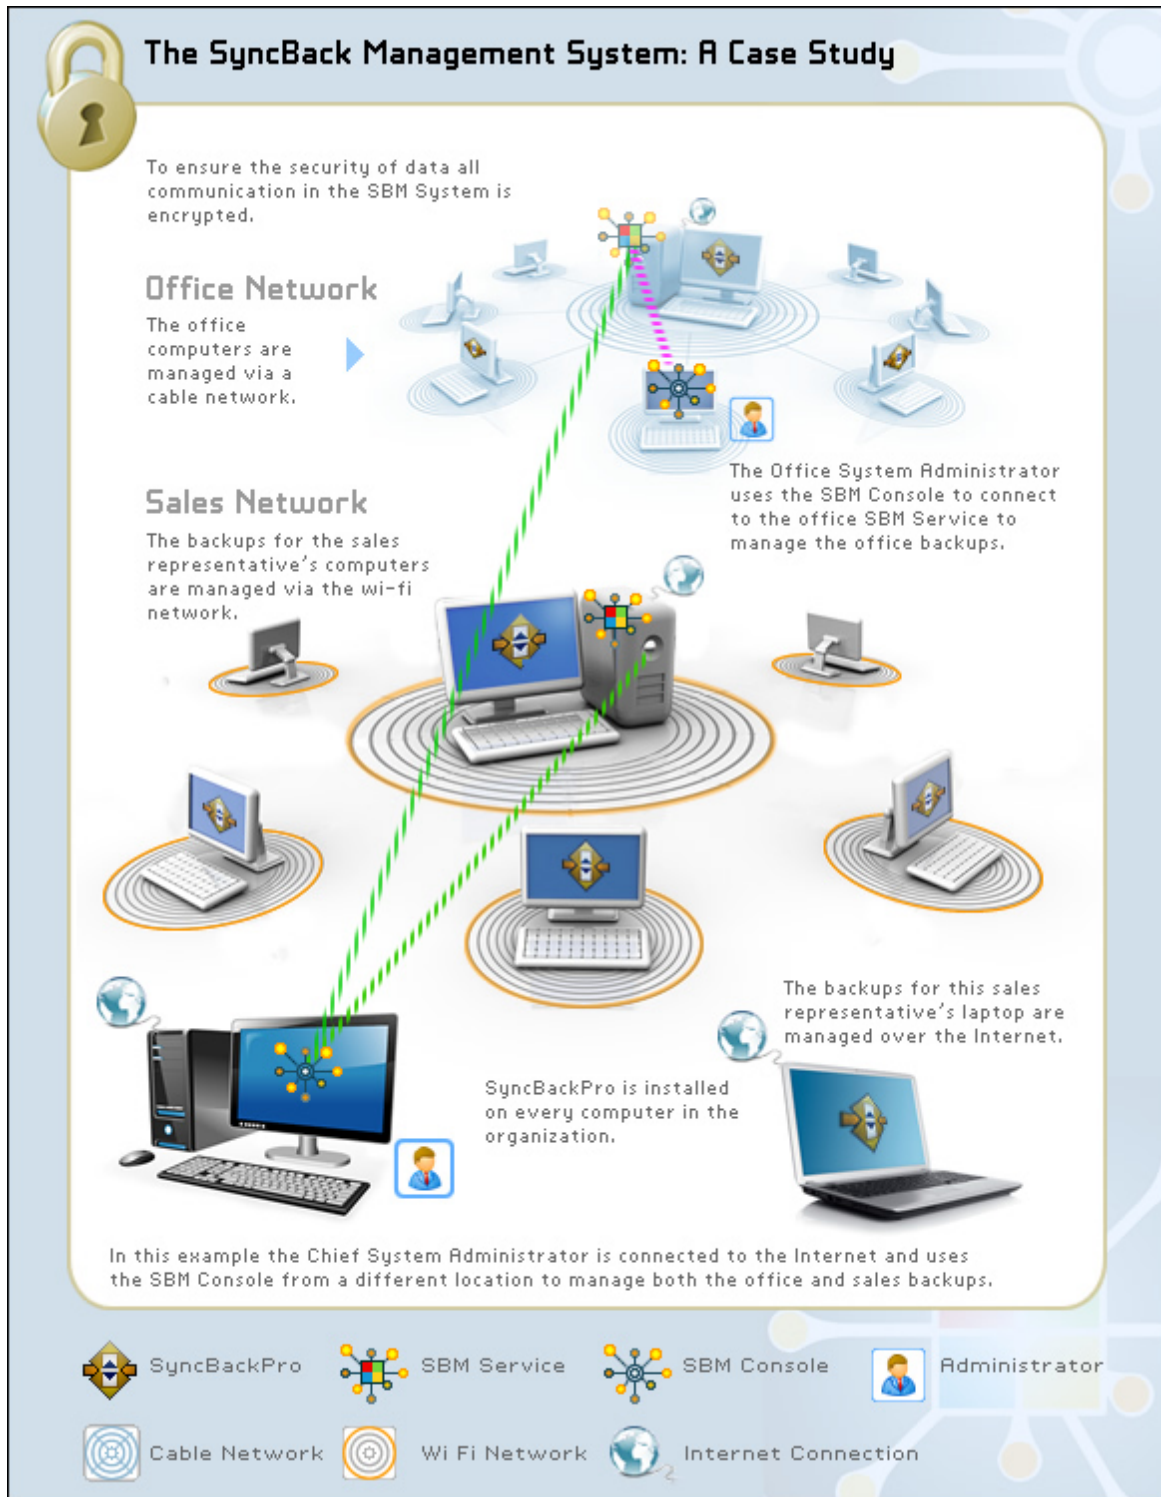 The SyncBack Management System: A Case Study
To ensure the security of data all
communication in the SBM System is
encrypted.
Office Network
The office
computers are
managed via a
cable network.
The Office System Administrator
uses the SBM Console to connect
to the office SBM Service to
manage the office backups.
Sales Network
The backups for the sales
representative's computers
are managed via the wi-fi
network.
The backups for this sales
representative's laptop are
managed over the Internet.
SyncBackPro is installed
on every computer in the
organization.
In this example the Chief System Administrator is connected to the Internet and uses
the SBM Console from a different location to manage both the office and sales backups.
SyncBackPro
SBM Service
SBM Console
Administrator
Cable Network
Wi Fi Network
Internet Connection